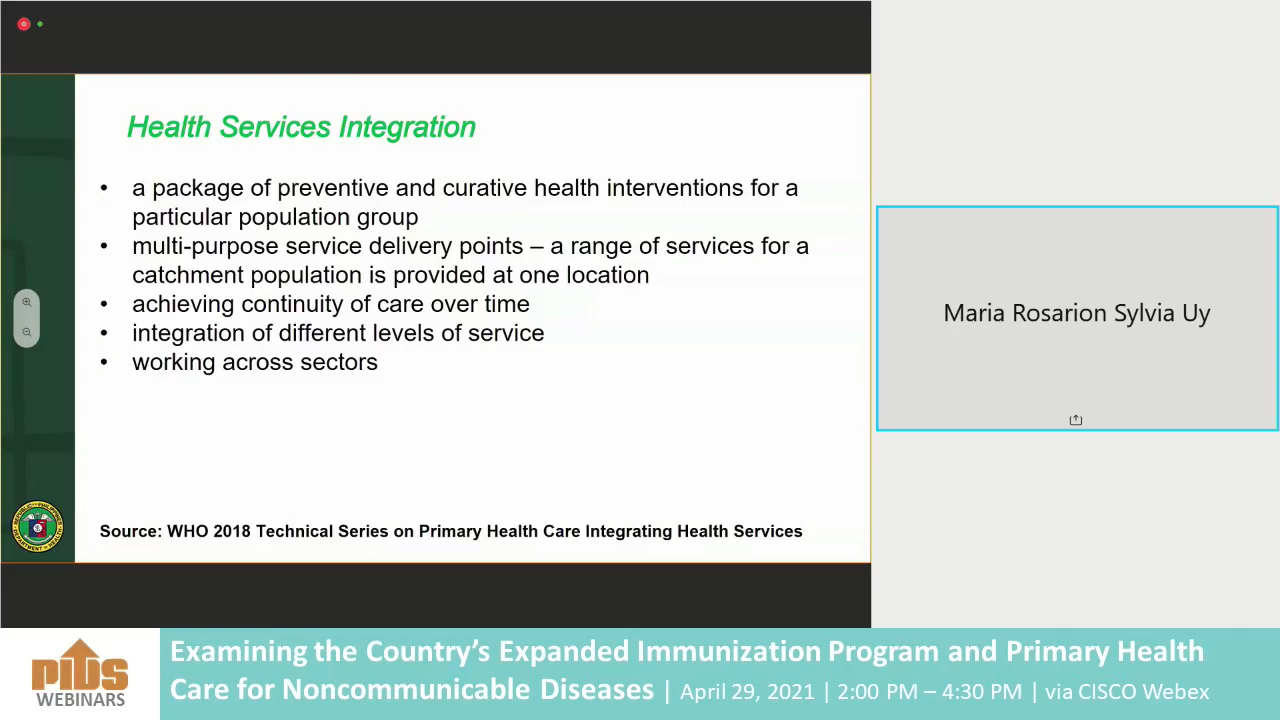 Health Services Integration
• a package of preventive and curative health interventions for a
particular population group
• multi-purpose service delivery points – a range of services for a
catchment population is provided at one location
• achieving continuity of care over time
• integration of different levels of service
• working across sectors
Source: WHO 2018 Technical Series on Primary Health Care Integrating Health Services
Maria Rosarion Sylvia Uy
PIDS
WEBINARS
Examining the Country's Expanded Immunization Program and Primary Health
Care for Noncommunicable Diseases | April 29, 2021 | 2:00 PM – 4:30 PM | via CISCO Webex